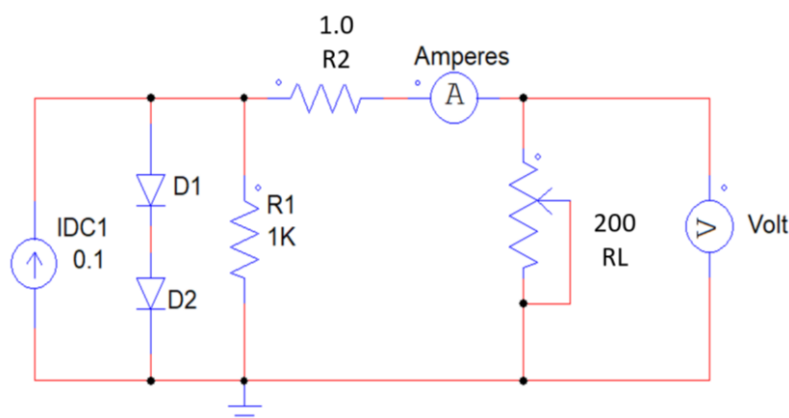 1.0
R2
Amperes
A
D1
R1
1K
IDC1
0.1
D2
200
RL
V
Volt